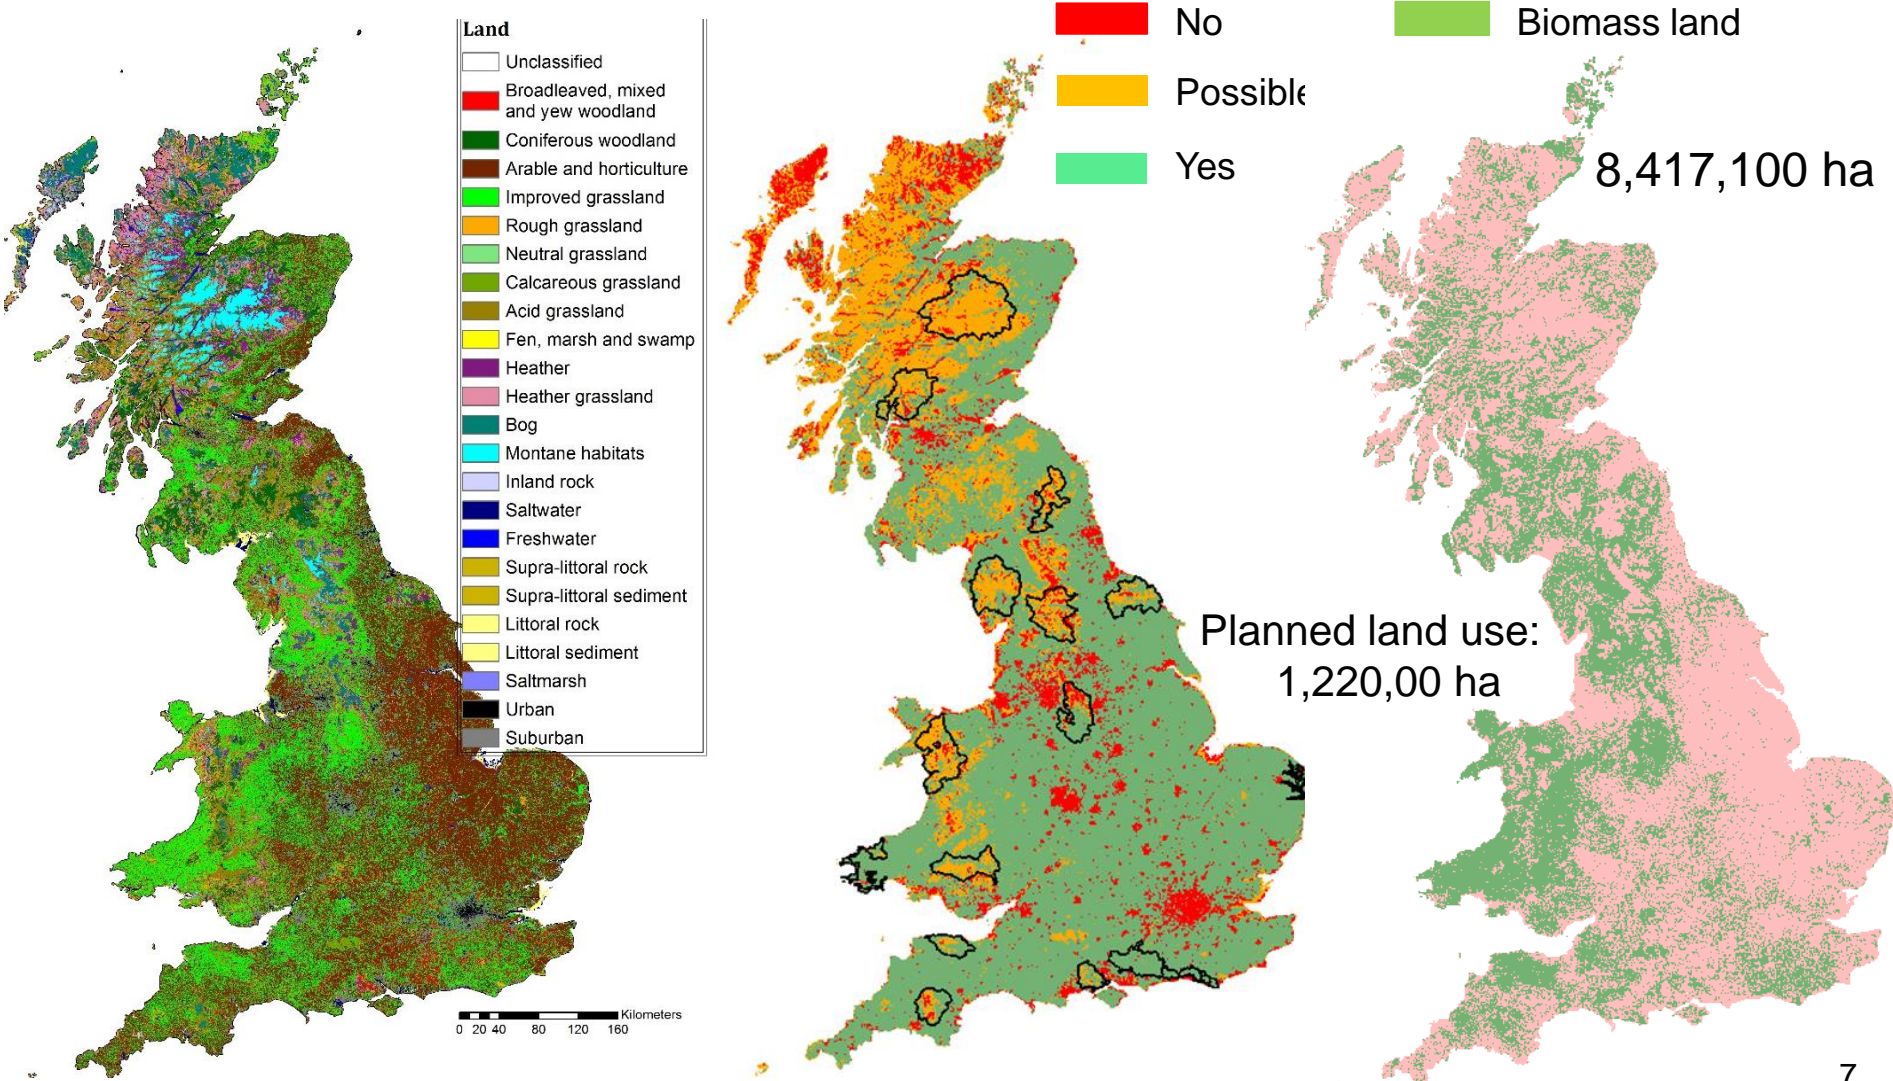 Land
Unclassified
Broadleaved, mixed
and yew woodland
Coniferous woodland
Arable and horticulture
Improved grassland
Rough grassland
Neutral grassland
Calcareous grassland
Acid grassland
Fen, marsh and swamp
Heather
Heather grassland
Bog
Montane habitats
Inland rock
Saltwater
Freshwater
Supra-littoral rock
Supra-littoral sediment
Littoral rock
Littoral sediment
Saltmarsh
Urban
Suburban
Kilometers
0 20 40 80 120 160
No
Possible
Yes
Biomass land
8,417,100 ha
Planned land use:
1,220,00 ha
7